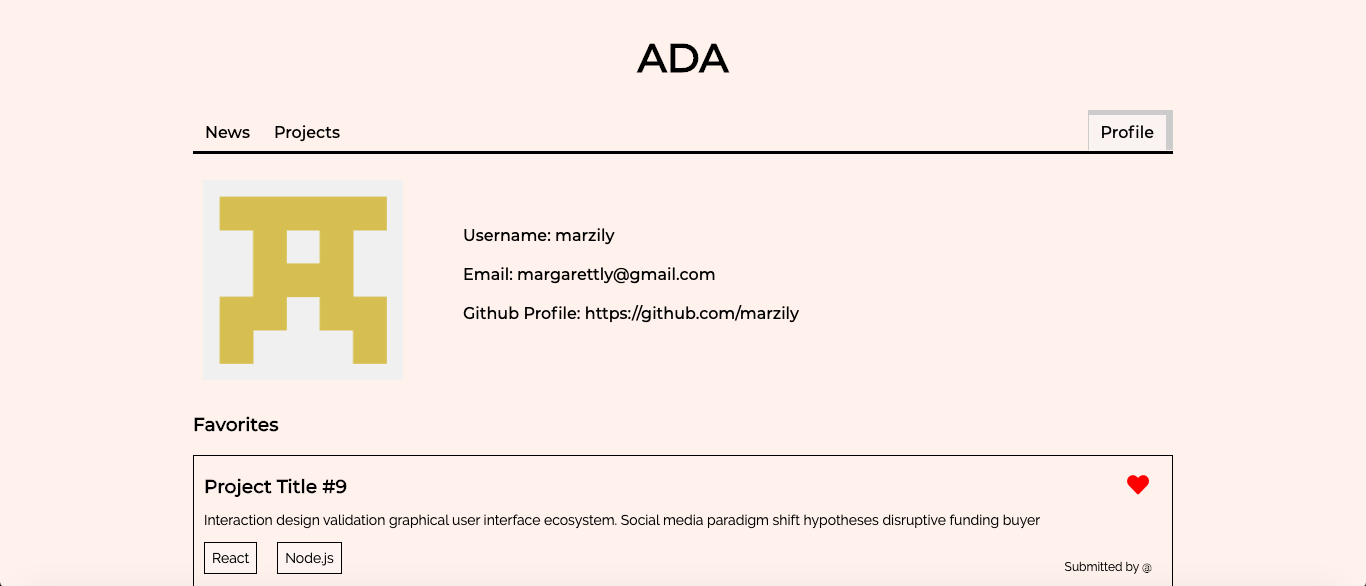 ADA
News Projects Profile
Username: marzily
Email: margarettly@gmail.com
Github Profile: https://github.com/marzily
Favorites
Project Title #9
Interaction design validation graphical user interface ecosystem. Social media paradigm shift hypotheses disruptive funding buyer
React Node.js
Submitted by @